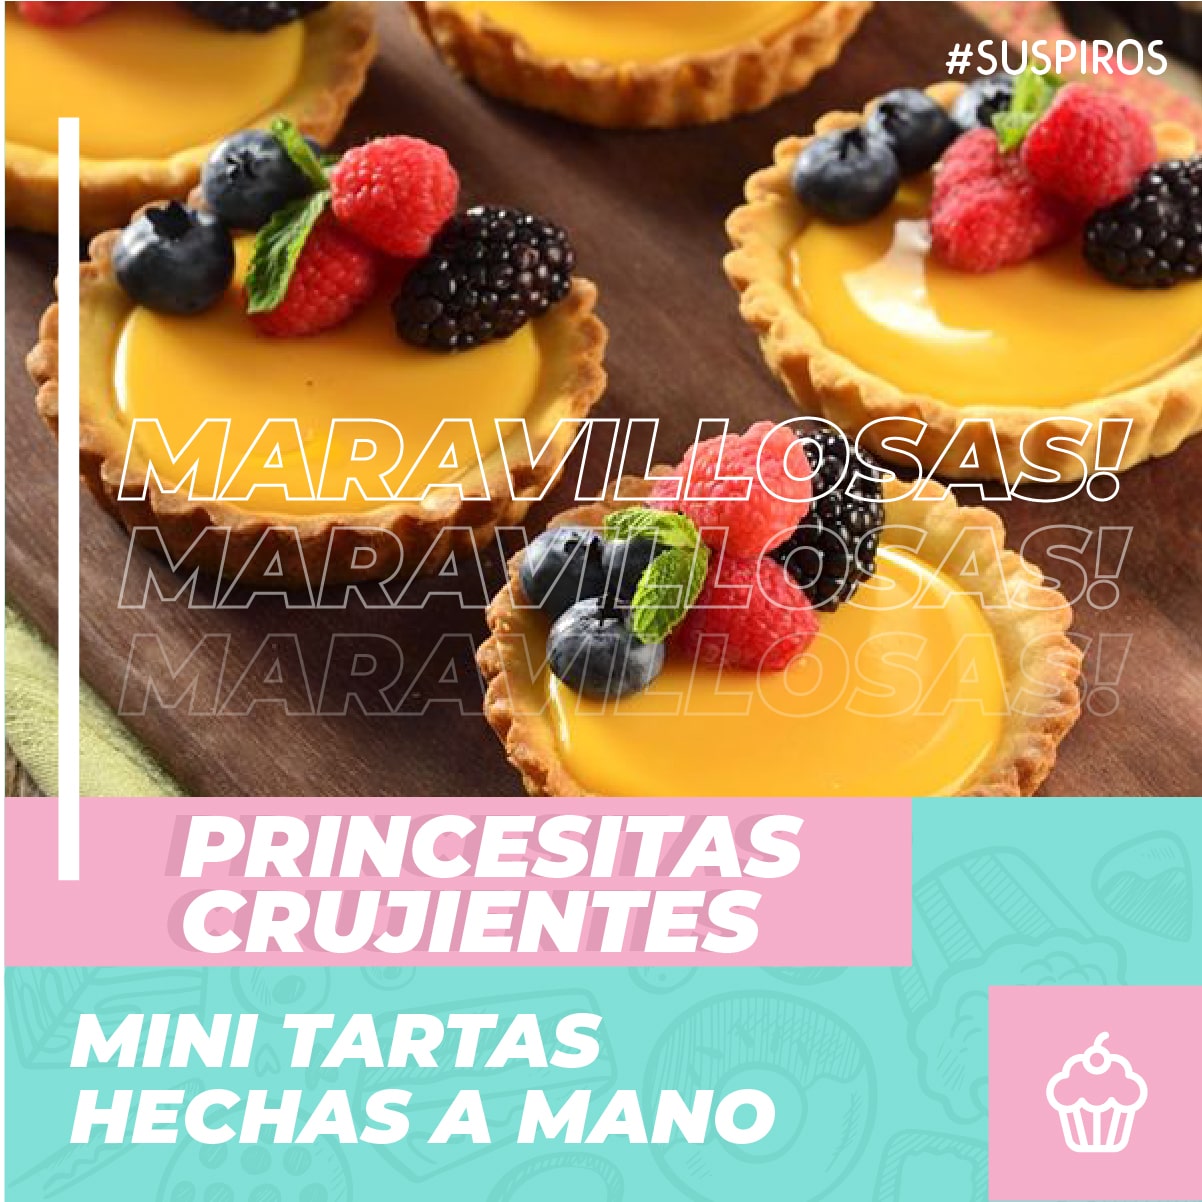 #SUSPIROS
MARAVILLOSAS!
MARAVILLOSAS!
MARAVILLOSAS!
PRINCESITAS
CRUJIENTES
MINI TARTAS
HECHAS A MANO